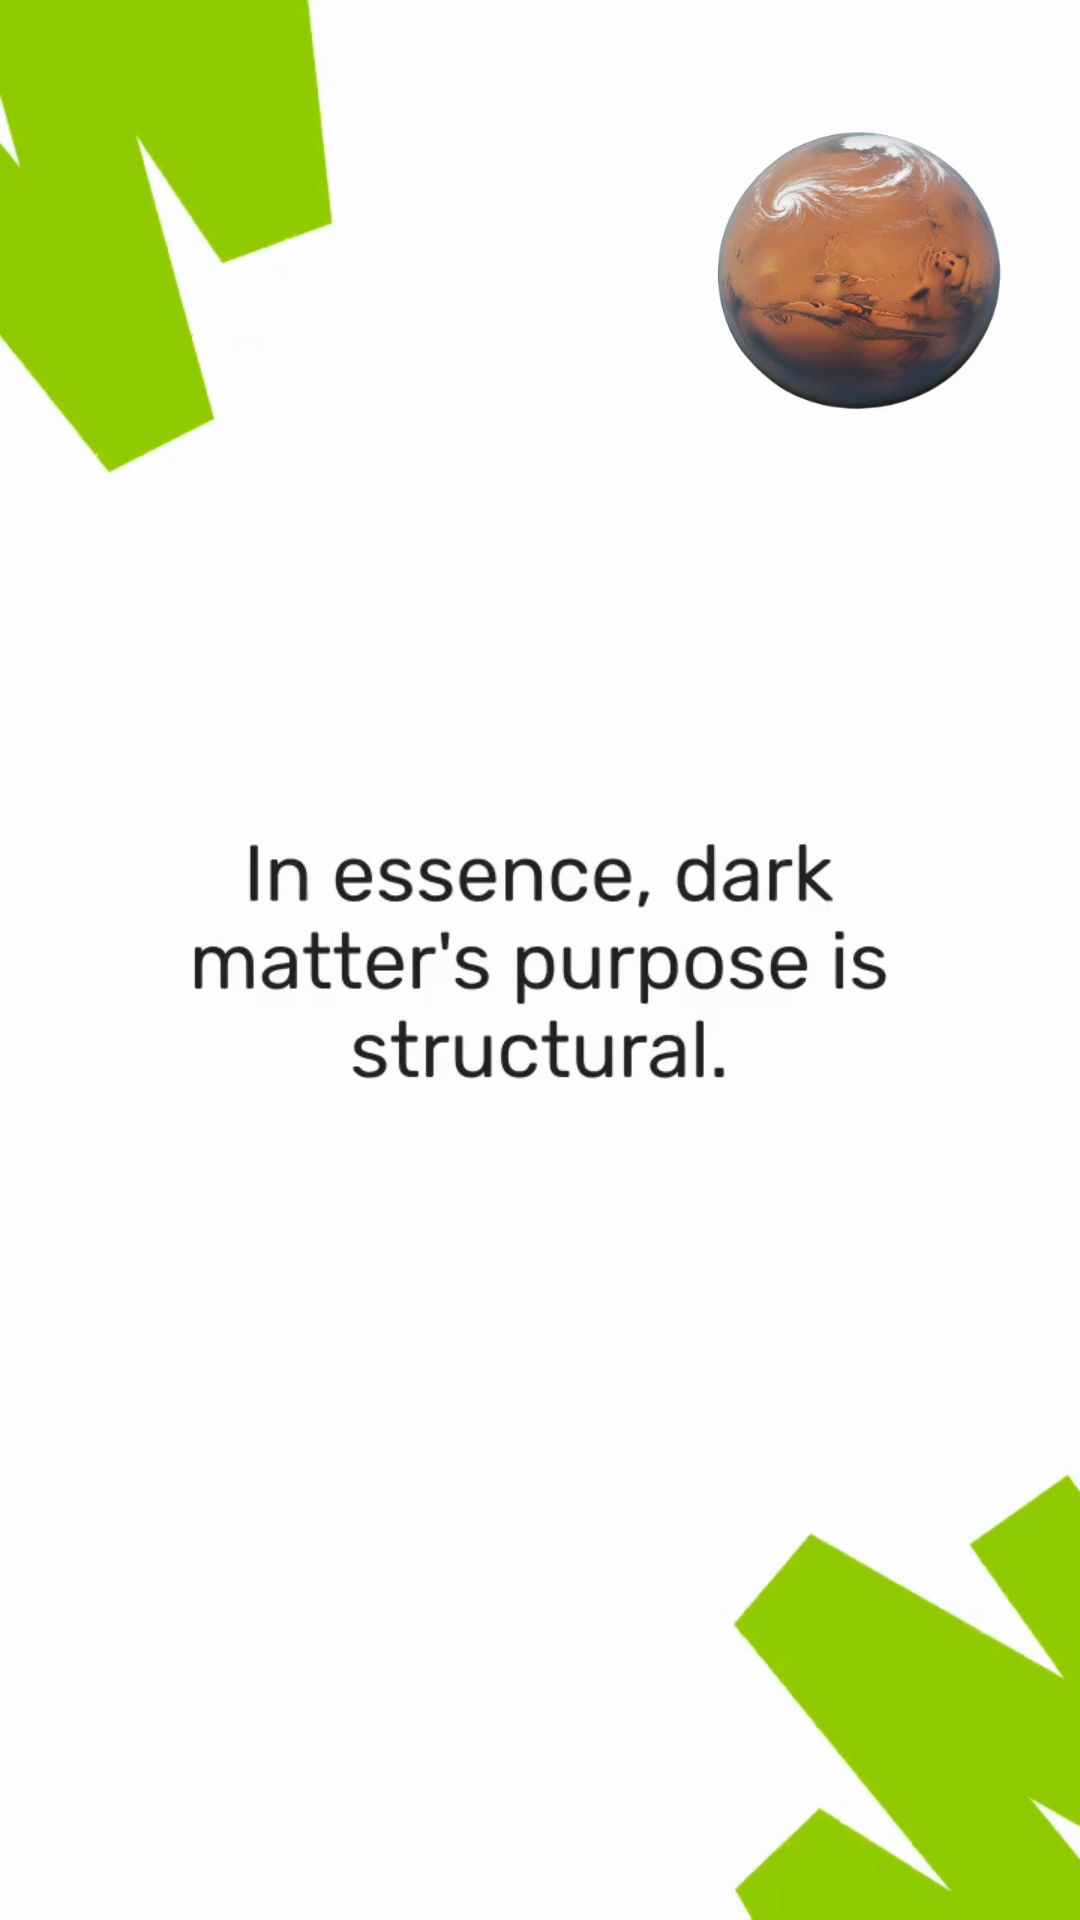 In essence, dark
matter's purpose is
structural.